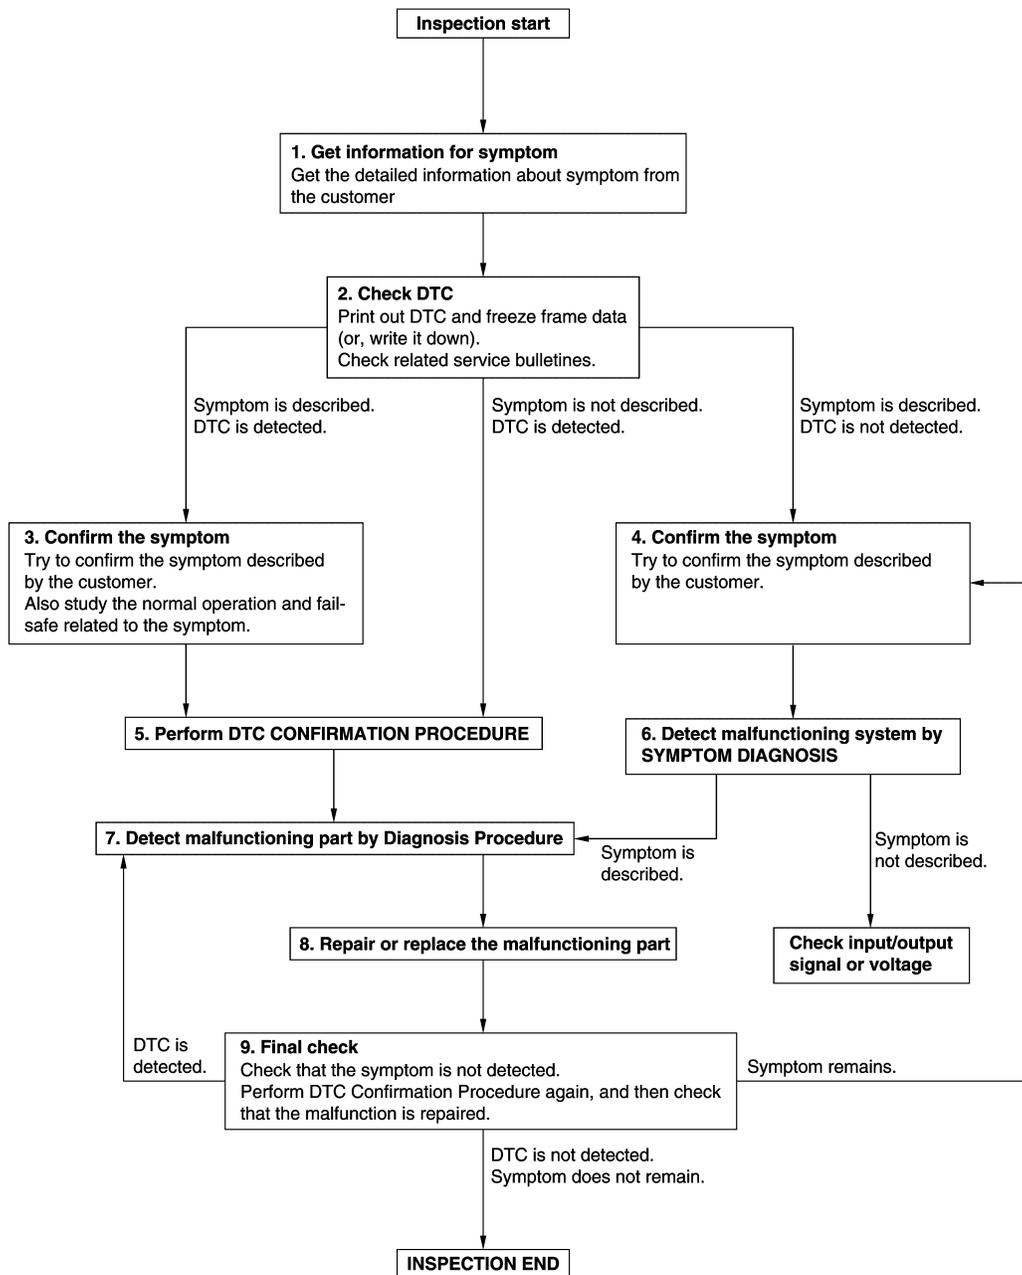 Inspection start
1. Get information for symptom
Get the detailed information about symptom from
the customer
2. Check DTC
Print out DTC and freeze frame data
(or, write it down).
Check related service bulletines.
Symptom is described.
DTC is detected.
Symptom is not described.
DTC is detected.
Symptom is described.
DTC is not detected.
3. Confirm the symptom
Try to confirm the symptom described
by the customer.
Also study the normal operation and fail-
safe related to the symptom.
4. Confirm the symptom
Try to confirm the symptom described
by the customer.
5. Perform DTC CONFIRMATION PROCEDURE
6. Detect malfunctioning system by
SYMPTOM DIAGNOSIS
7. Detect malfunctioning part by Diagnosis Procedure
Symptom is
described.
Symptom is
not described.
8. Repair or replace the malfunctioning part
Check input/output
signal or voltage
DTC is
detected.
9. Final check
Check that the symptom is not detected.
Perform DTC Confirmation Procedure again, and then check
that the malfunction is repaired.
Symptom remains.
DTC is not detected.
Symptom does not remain.
INSPECTION END